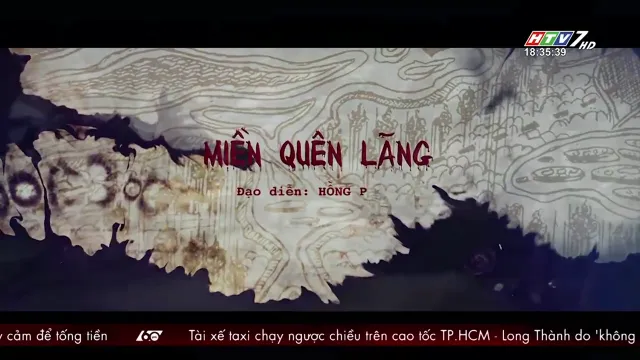 HTV7 HD
18:35:39
MIỀN QUÊN LÃNG
Đạo diễn: HỒNG P
cảm để tống tiền 60 Tài xế taxi chạy ngược chiều trên cao tốc TP.HCM - Long Thành do 'không